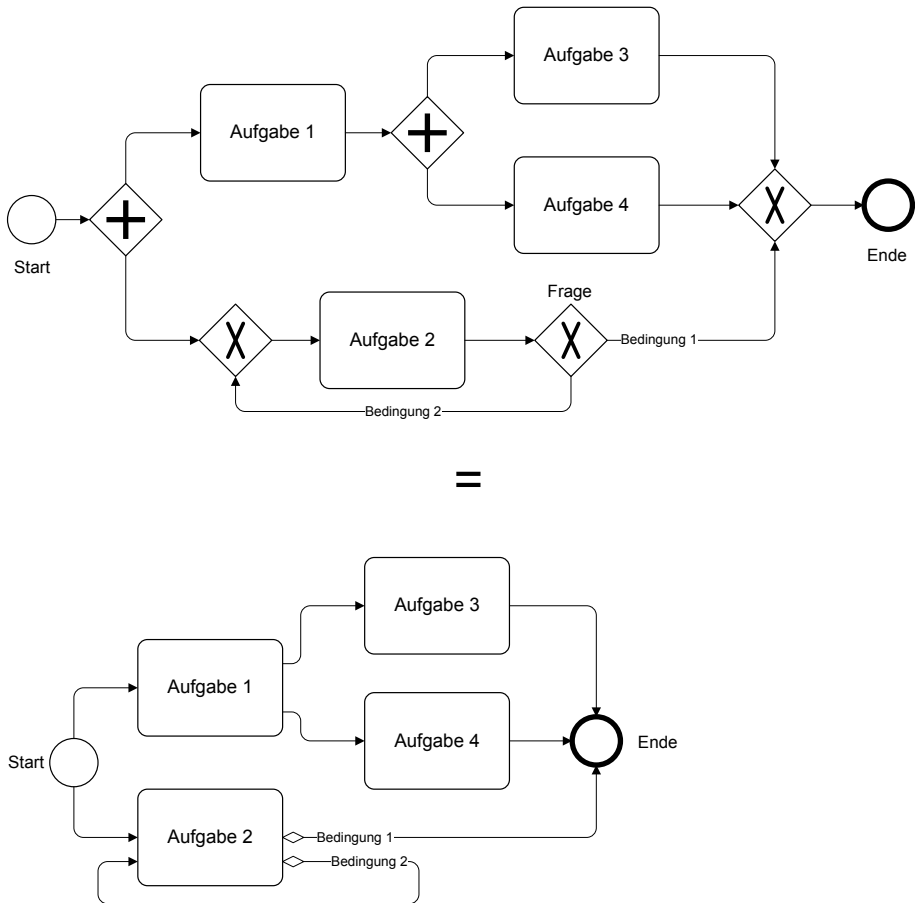 Aufgabe 3
Aufgabe 1
Aufgabe 4
Start
Ende
Frage
Aufgabe 2
Bedingung 1
Bedingung 2
=
Aufgabe 3
Aufgabe 1
Aufgabe 4
Ende
Start
Aufgabe 2
Bedingung 1
Bedingung 2